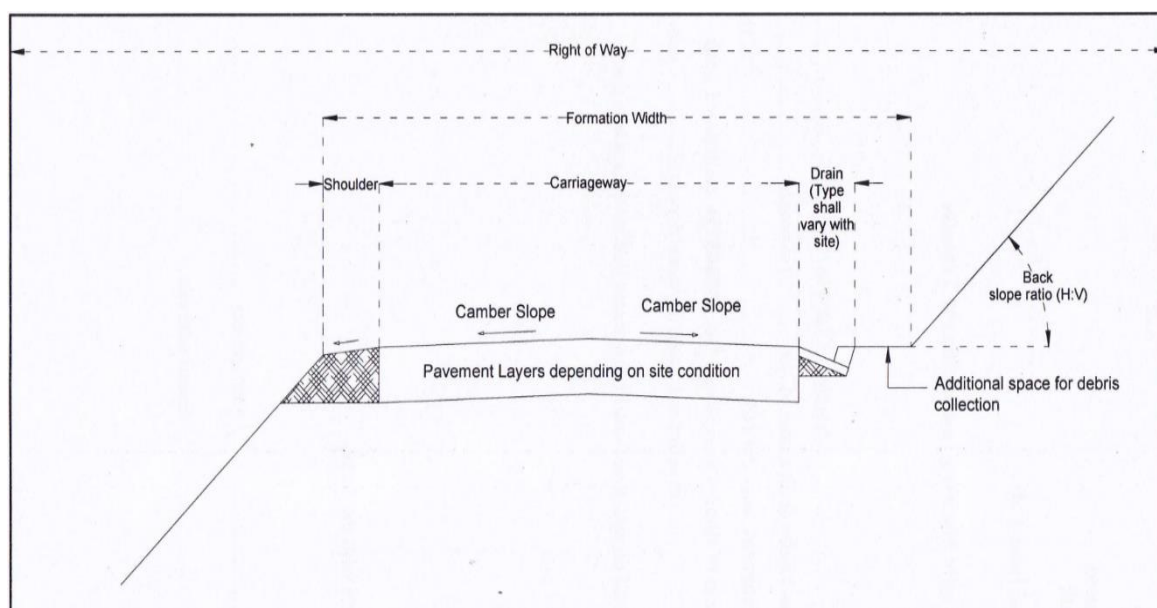 Right of Way
Formation Width
Shoulder
Carriageway
Drain
(Type
shall
vary with
site)
Back
slope ratio (H:V)
Camber Slope
Camber Slope
Pavement Layers depending on site condition
Additional space for debris
collection